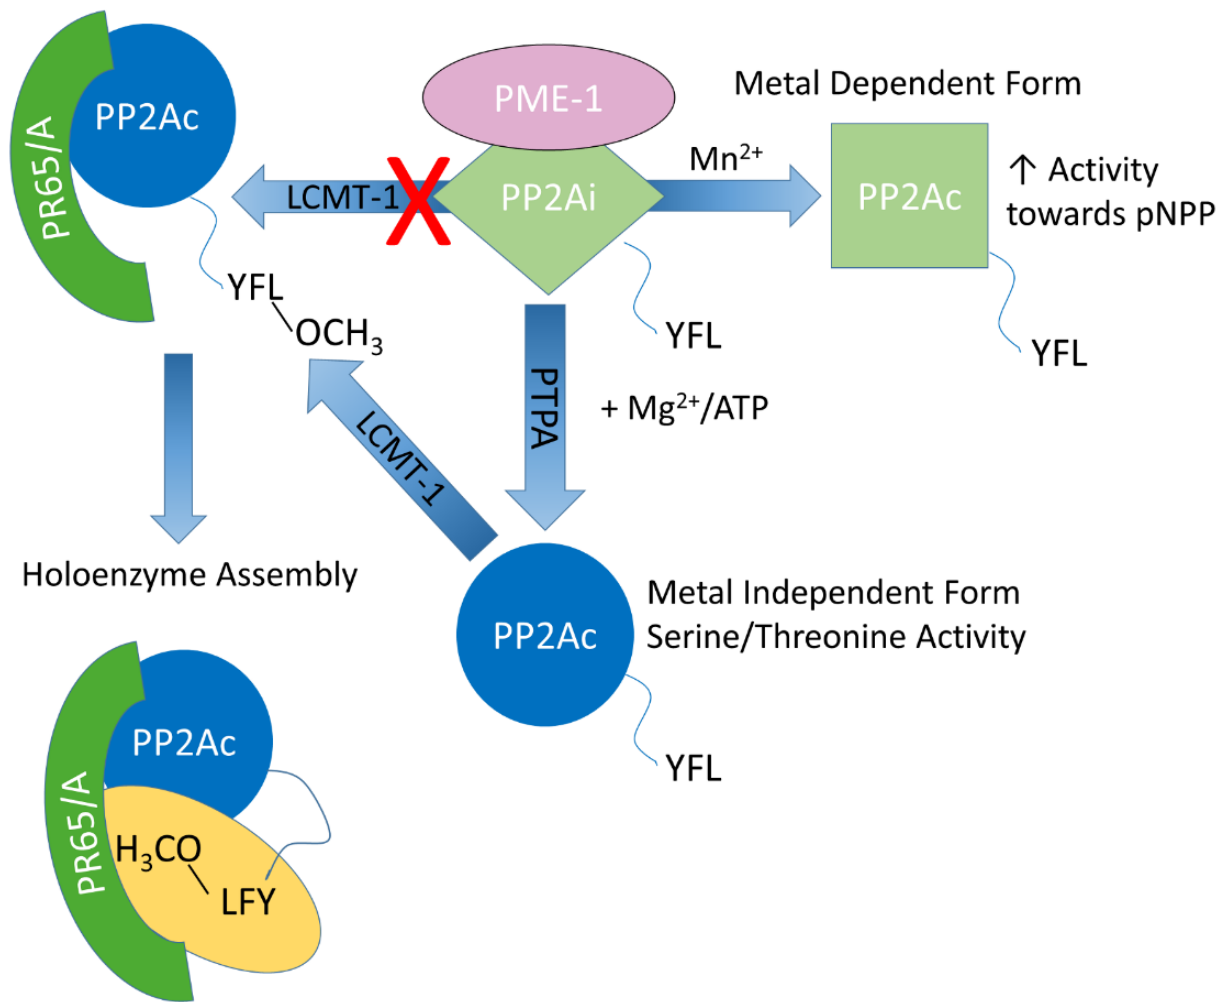 PR65/A
PP2Ac
YFL
OCH₃
LCMT-1
X
PME-1
PP2Ai
YFL
Mn²⁺
Metal Dependent Form
PP2Ac
↑ Activity
towards pNPP
YFL
PTPA
+ Mg²⁺/ATP
LCMT-1
Holoenzyme Assembly
PP2Ac
Metal Independent Form
Serine/Threonine Activity
YFL
PR65/A
PP2Ac
H₃CO
LFY